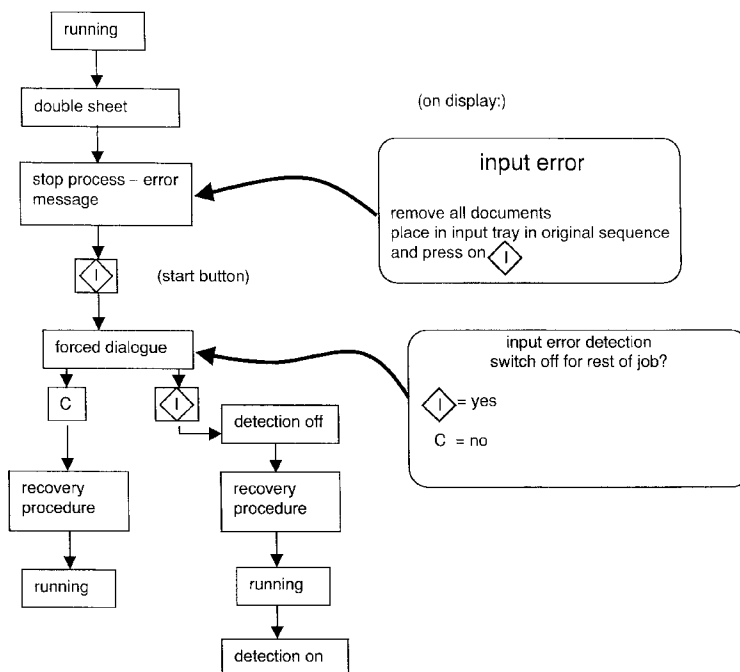 running
double sheet
(on display:)
stop process – error
message
input error
remove all documents
place in input tray in original sequence
and press on I
I
(start button)
forced dialogue
input error detection
switch off for rest of job?
I = yes
C = no
C
I
detection off
recovery
procedure
recovery
procedure
running
running
detection on